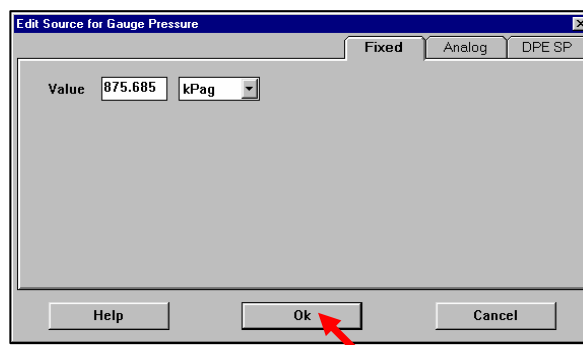 Edit Source for Gauge Pressure
Fixed Analog DPE SP
Value 875.685 kPag
Help Ok Cancel